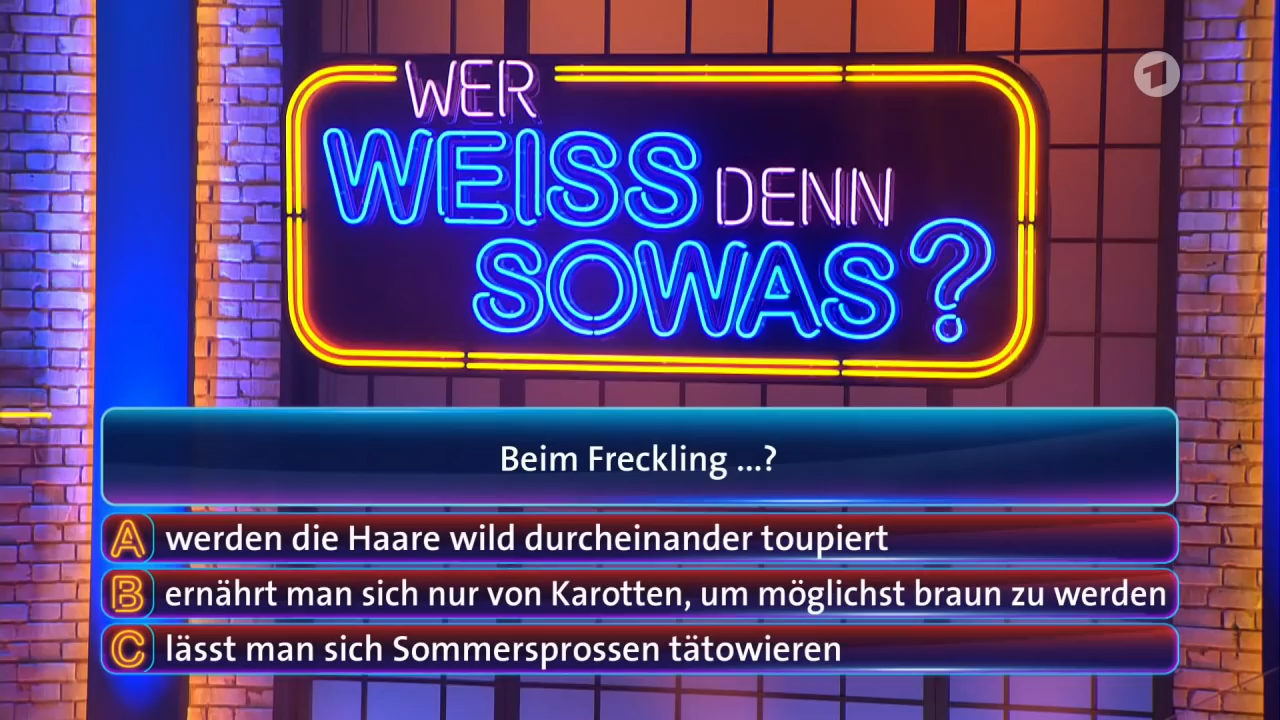 WER
WEISS DENN
SOWAS?
1
Beim Freckling ...?
A werden die Haare wild durcheinander toupiert
B ernährt man sich nur von Karotten, um möglichst braun zu werden
C lässt man sich Sommersprossen tätowieren